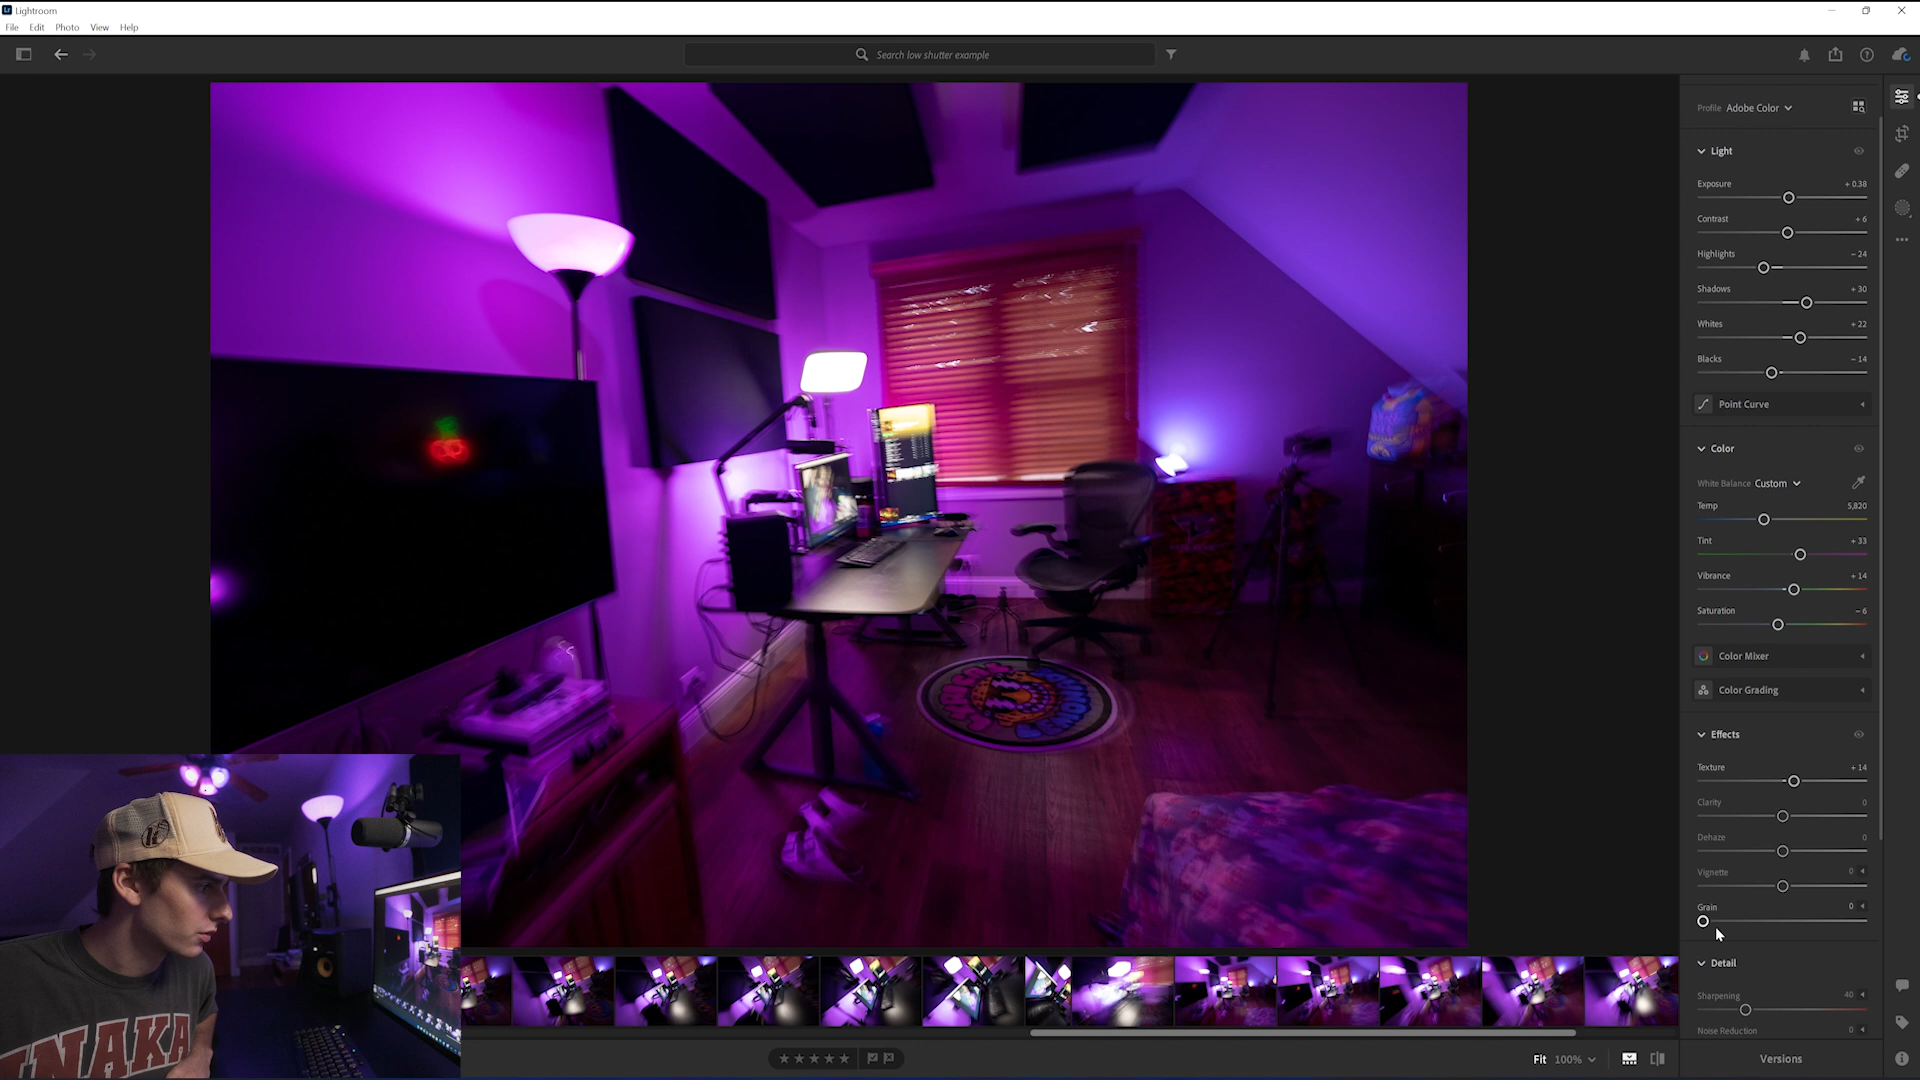 Lr Lightroom
File Edit Photo View Help
Search low shutter example
Profile Adobe Color
Light
Exposure + 0.38
Contrast + 6
Highlights – 24
Shadows + 30
Whites + 22
Blacks – 14
Point Curve
Color
White Balance Custom
Temp 5,820
Tint + 33
Vibrance + 14
Saturation – 6
Color Mixer
Color Grading
Effects
Texture + 14
Clarity 0
Dehaze 0
Vignette 0
Grain 0
Detail
Sharpening 40
Noise Reduction 0
INAKA
Fit 100%
Versions